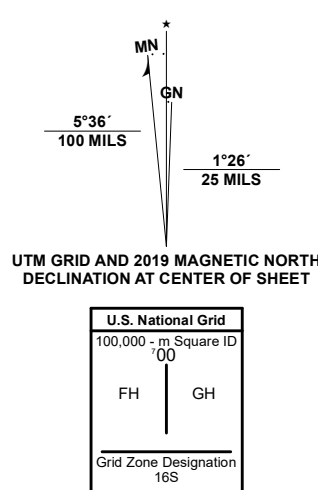 ★
MN
GN
5°36´
100 MILS
1°26´
25 MILS
UTM GRID AND 2019 MAGNETIC NORTH
DECLINATION AT CENTER OF SHEET
U.S. National Grid
100,000 - m Square ID
⁷00
FH GH
Grid Zone Designation
16S